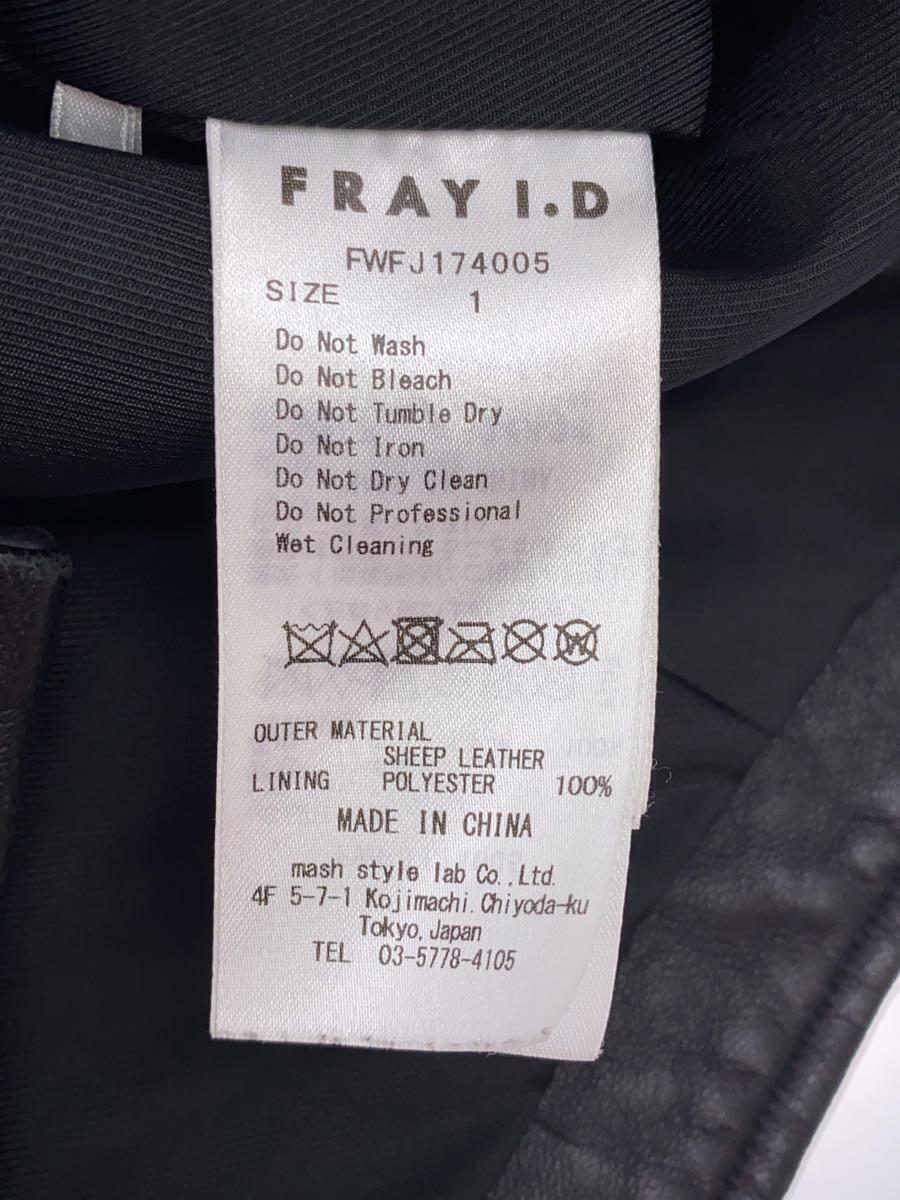 FRAY I.D
FWFJ174005
SIZE 1
Do Not Wash
Do Not Bleach
Do Not Tumble Dry
Do Not Iron
Do Not Dry Clean
Do Not Professional
Wet Cleaning
W
OUTER MATERIAL
SHEEP LEATHER
LINING POLYESTER 100%
MADE IN CHINA
mash style lab Co.,Ltd.
4F 5-7-1 Kojimachi.Chiyoda-ku
Tokyo,Japan
TEL 03-5778-4105